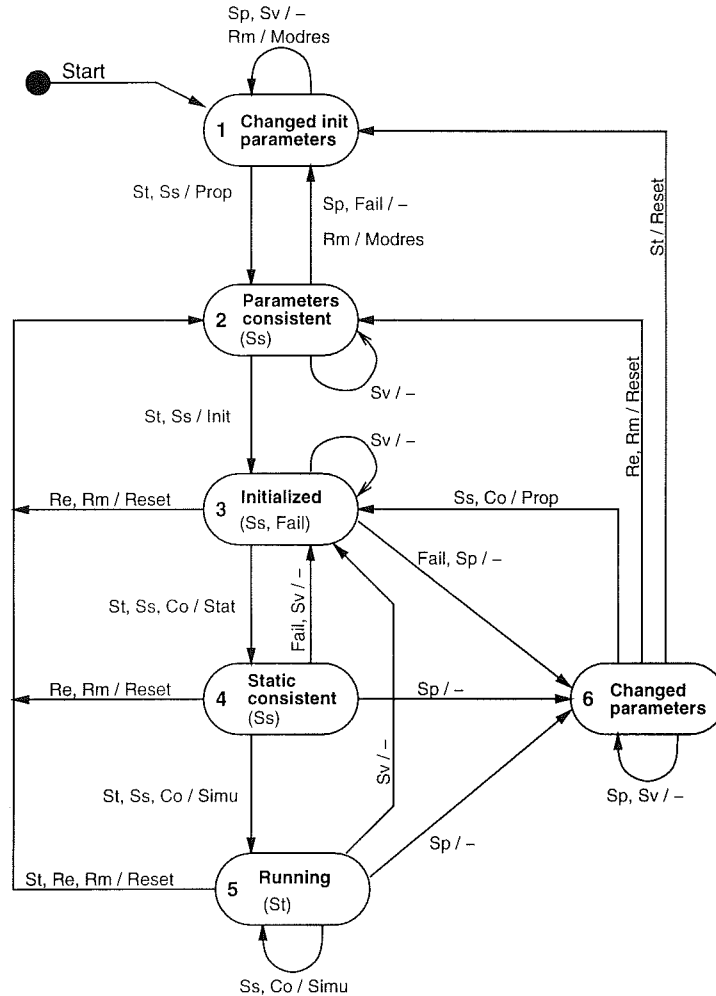 Sp, Sv / –
Rm / Modres
Start
1 Changed init
parameters
St, Ss / Prop
Sp, Fail / –
Rm / Modres
St / Reset
2 Parameters
consistent
(Ss)
Sv / –
Re, Rm / Reset
St, Ss / Init
Sv / –
Re, Rm / Reset
3 Initialized
(Ss, Fail)
Ss, Co / Prop
Fail, Sp / –
St, Ss, Co / Stat
Fail, Sv / –
Re, Rm / Reset
4 Static
consistent
(Ss)
Sp / –
6 Changed
parameters
Sp, Sv / –
St, Ss, Co / Simu
Sv / –
Sp / –
St, Re, Rm / Reset
5 Running
(St)
Ss, Co / Simu